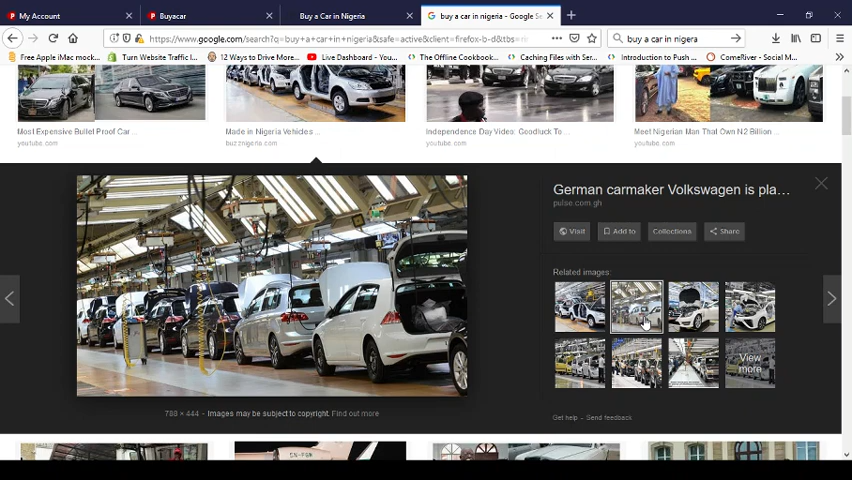 My Account
Buyacar
Buy a Car in Nigeria
buy a car in nigeria - Google Se
https://www.google.com/search?q=buy+a+car+in+nigeria&safe=active&client=firefox-b-d&tbs=
buy a car in nigera
Free Apple iMac mock...
Turn Website Traffic I...
12 Ways to Drive More...
Live Dashboard - You...
The Offline Cookbook...
Caching Files with Ser...
Introduction to Push ...
ComeRiver - Social M...
Most Expensive Bullet Proof Car ...
Made in Nigeria Vehicles ...
Independence Day Video: Goodluck To ...
Meet Nigerian Man That Own N2 Billion ...
youtube.com
buzznigeria.com
youtube.com
youtube.com
German carmaker Volkswagen is pla...
pulse.com.gh
Visit
Add to
Collections
Share
Related images:
View more
788 × 444 - Images may be subject to copyright. Find out more
Get help - Send feedback